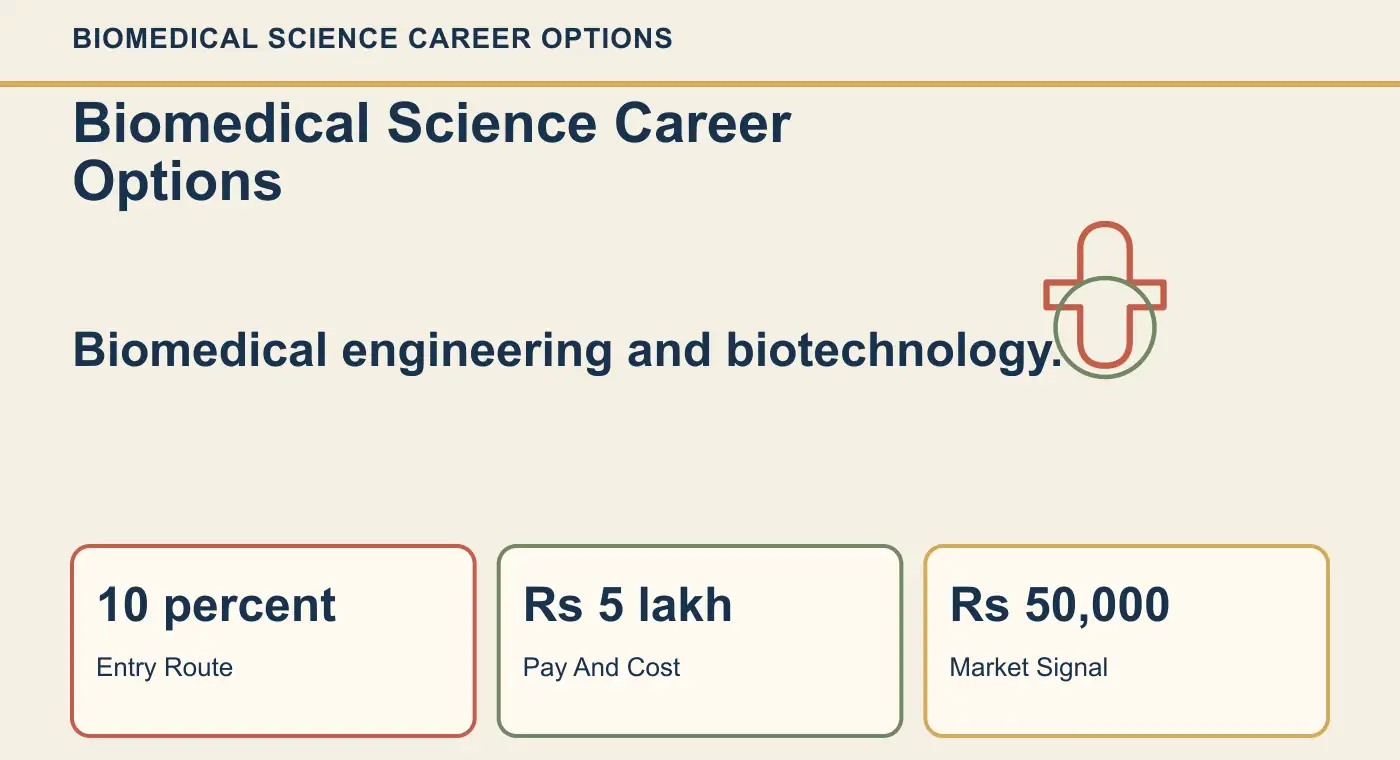 BIOMEDICAL SCIENCE CAREER OPTIONS
Biomedical Science Career
Options
Biomedical engineering and biotechnology.
10 percent
Entry Route
Rs 5 lakh
Pay And Cost
Rs 50,000
Market Signal